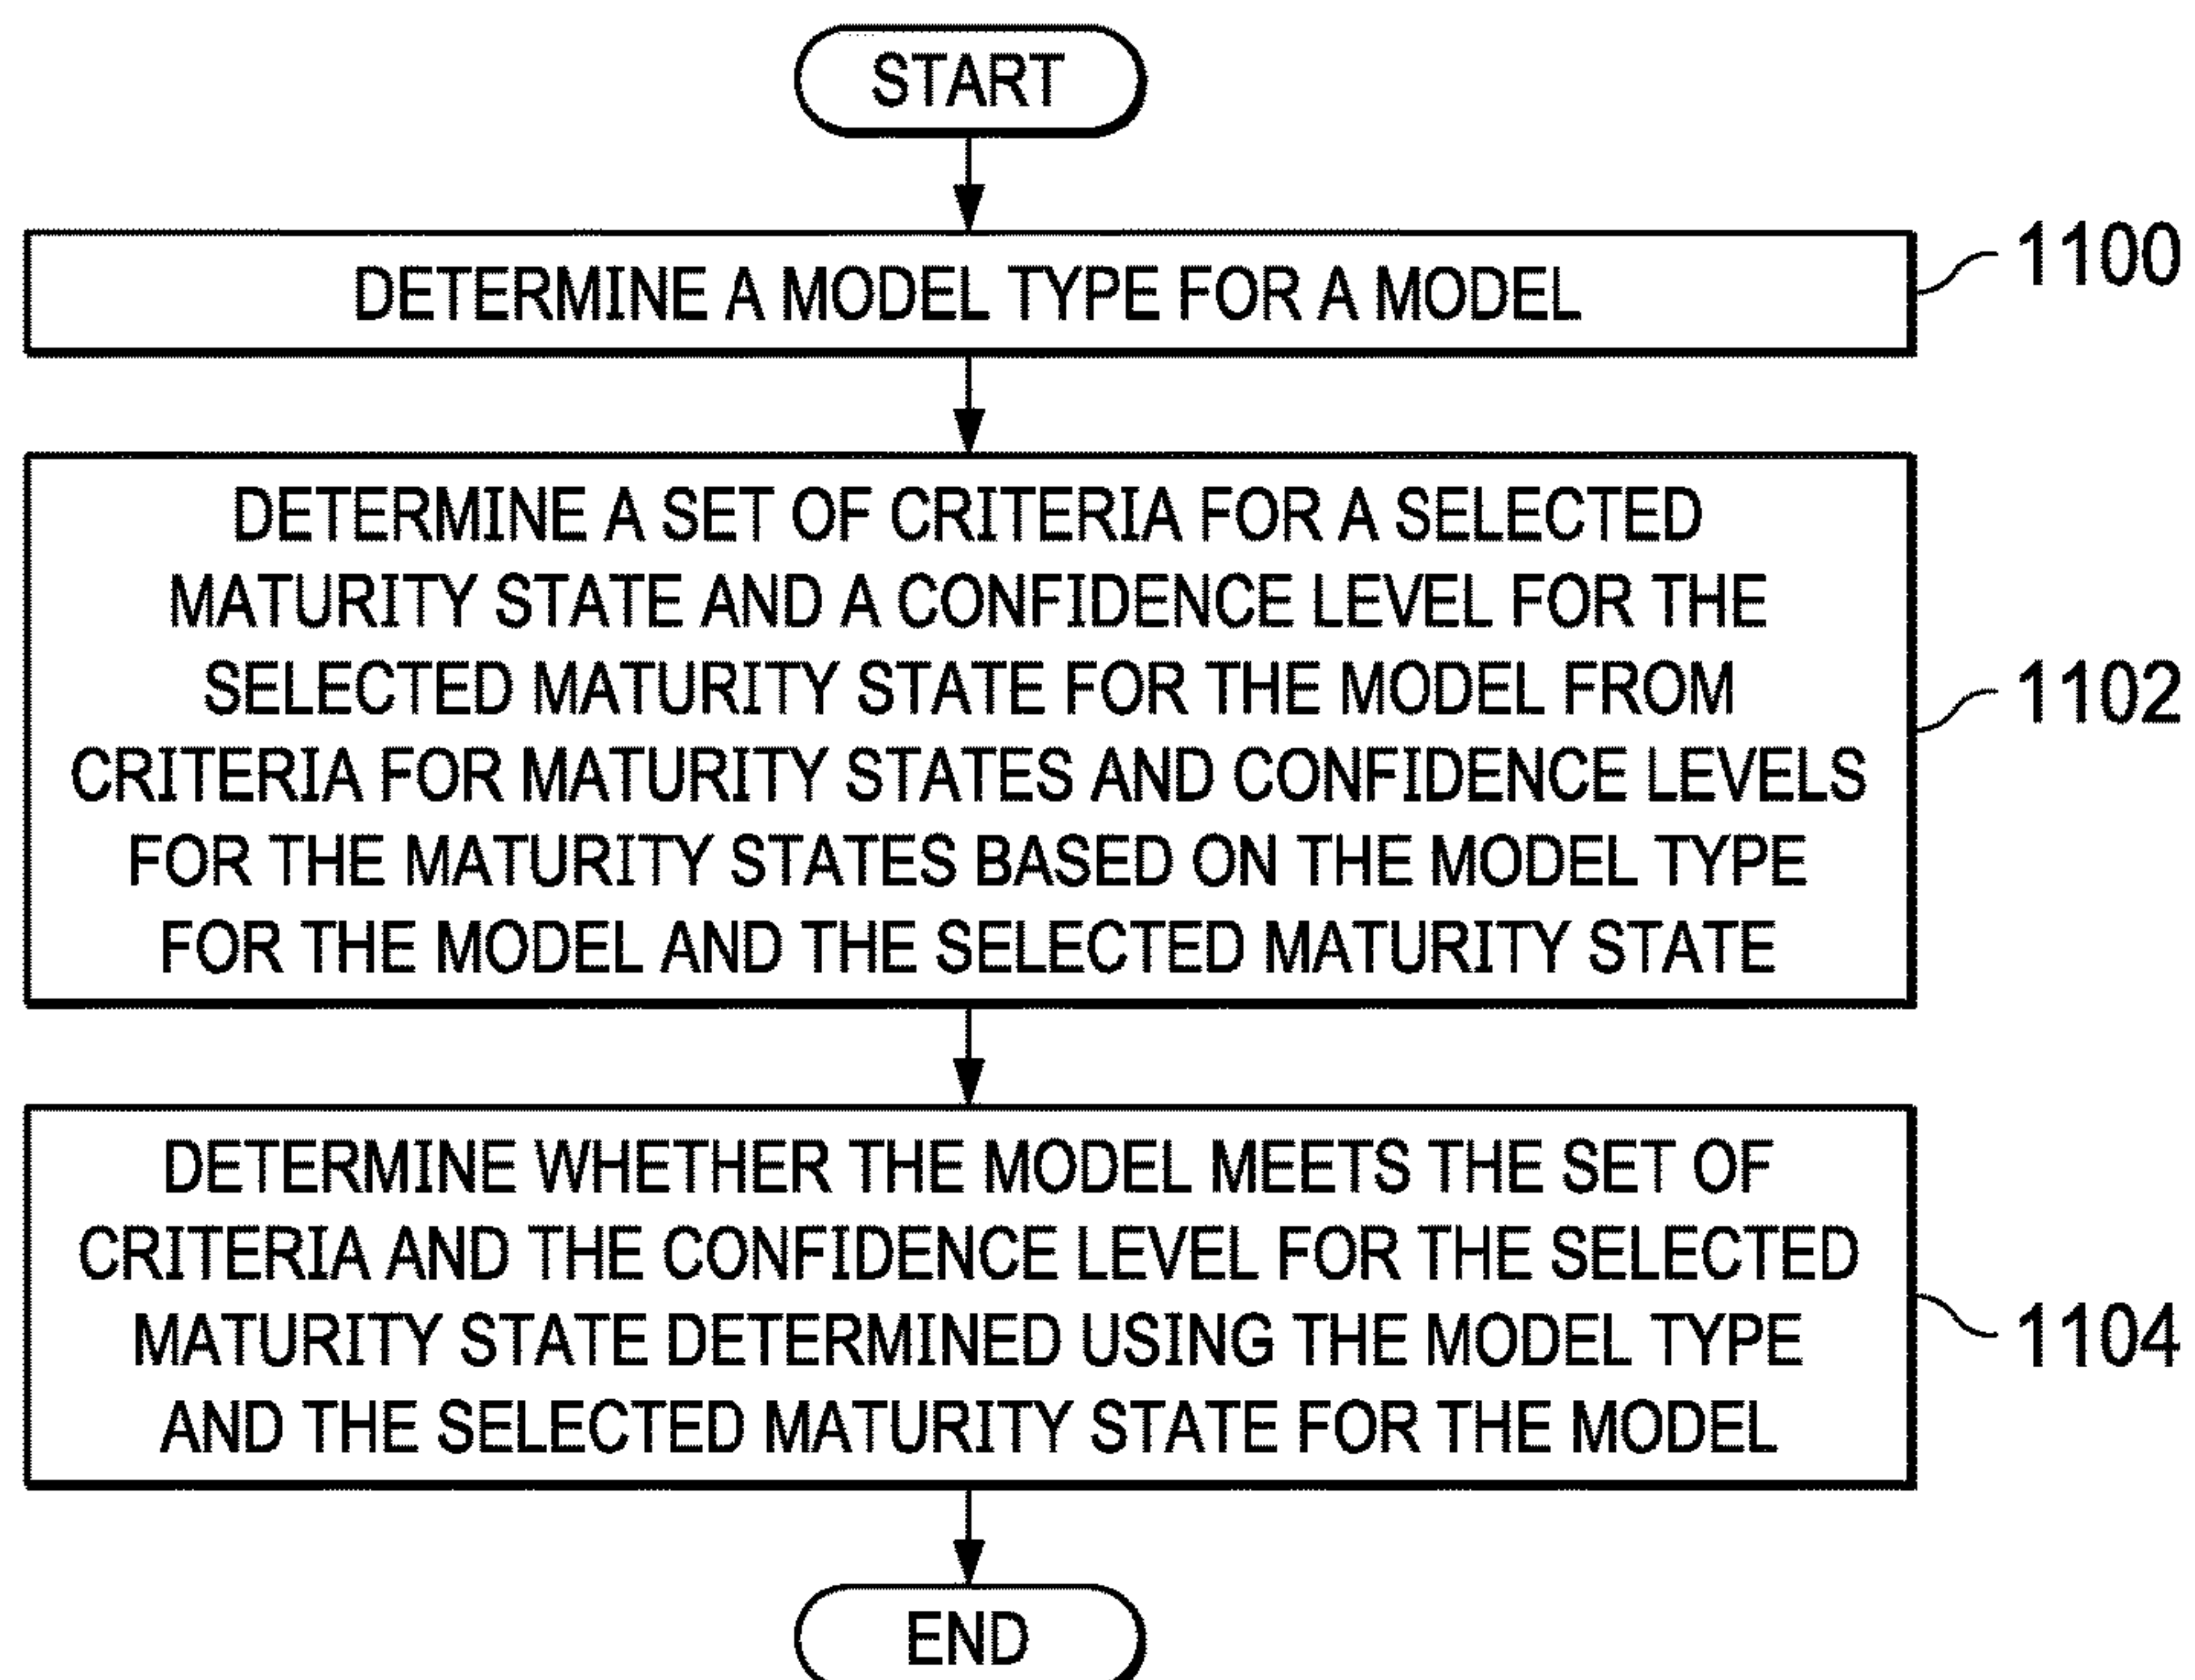 START
DETERMINE A MODEL TYPE FOR A MODEL
1100
DETERMINE A SET OF CRITERIA FOR A SELECTED
MATURITY STATE AND A CONFIDENCE LEVEL FOR THE
SELECTED MATURITY STATE FOR THE MODEL FROM
CRITERIA FOR MATURITY STATES AND CONFIDENCE LEVELS
FOR THE MATURITY STATES BASED ON THE MODEL TYPE
FOR THE MODEL AND THE SELECTED MATURITY STATE
1102
DETERMINE WHETHER THE MODEL MEETS THE SET OF
CRITERIA AND THE CONFIDENCE LEVEL FOR THE SELECTED
MATURITY STATE DETERMINED USING THE MODEL TYPE
AND THE SELECTED MATURITY STATE FOR THE MODEL
1104
END